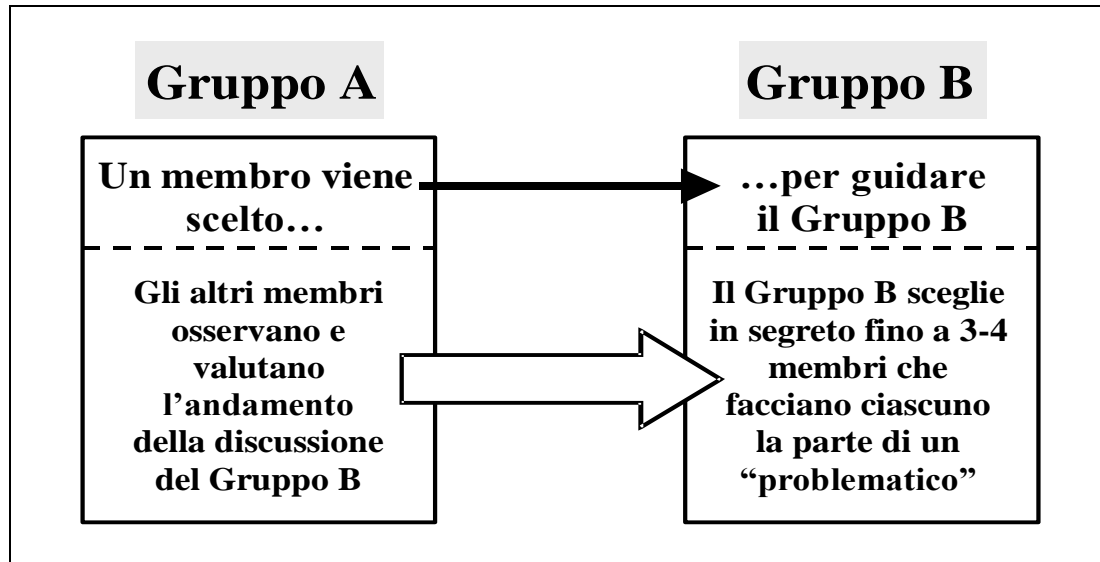 Gruppo A
Un membro viene
scelto…
Gli altri membri
osservano e
valutano
l’andamento
della discussione
del Gruppo B
Gruppo B
…per guidare
il Gruppo B
Il Gruppo B sceglie
in segreto fino a 3-4
membri che
facciano ciascuno
la parte di un
“problematico”